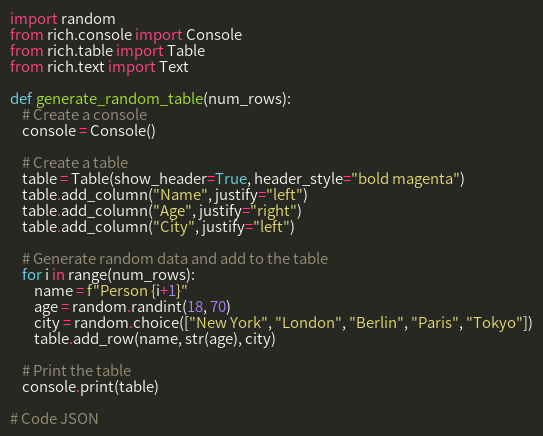 import random
from rich.console import Console
from rich.table import Table
from rich.text import Text

def generate_random_table(num_rows):
    # Create a console
    console = Console()

    # Create a table
    table = Table(show_header=True, header_style="bold magenta")
    table.add_column("Name", justify="left")
    table.add_column("Age", justify="right")
    table.add_column("City", justify="left")

    # Generate random data and add to the table
    for i in range(num_rows):
        name = f"Person {i+1}"
        age = random.randint(18, 70)
        city = random.choice(["New York", "London", "Berlin", "Paris", "Tokyo"])
        table.add_row(name, str(age), city)

    # Print the table
    console.print(table)

# Code JSON